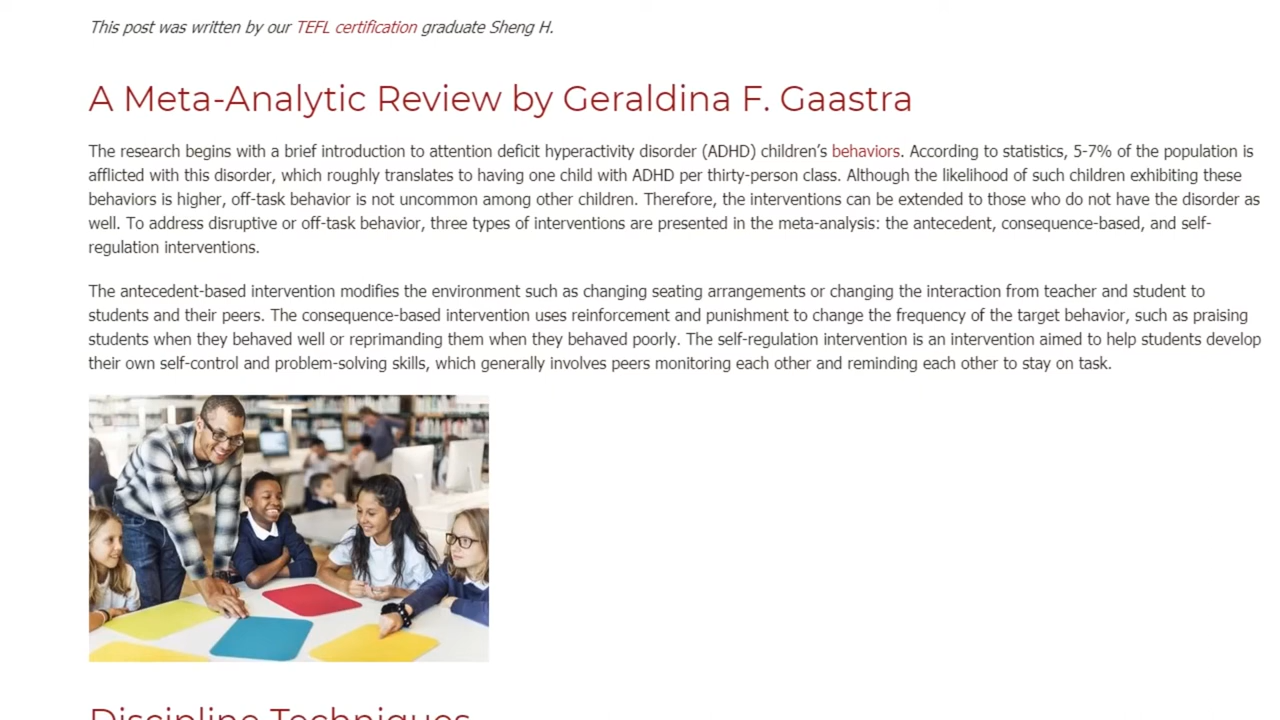 This post was written by our TEFL certification graduate Sheng H.
A Meta-Analytic Review by Geraldina F. Gaastra
The research begins with a brief introduction to attention deficit hyperactivity disorder (ADHD) children's behaviors. According to statistics, 5-7% of the population is
afflicted with this disorder, which roughly translates to having one child with ADHD per thirty-person class. Although the likelihood of such children exhibiting these
behaviors is higher, off-task behavior is not uncommon among other children. Therefore, the interventions can be extended to those who do not have the disorder as
well. To address disruptive or off-task behavior, three types of interventions are presented in the meta-analysis: the antecedent, consequence-based, and self-
regulation interventions.
The antecedent-based intervention modifies the environment such as changing seating arrangements or changing the interaction from teacher and student to
students and their peers. The consequence-based intervention uses reinforcement and punishment to change the frequency of the target behavior, such as praising
students when they behaved well or reprimanding them when they behaved poorly. The self-regulation intervention is an intervention aimed to help students develop
their own self-control and problem-solving skills, which generally involves peers monitoring each other and reminding each other to stay on task.
Discipline Techniques